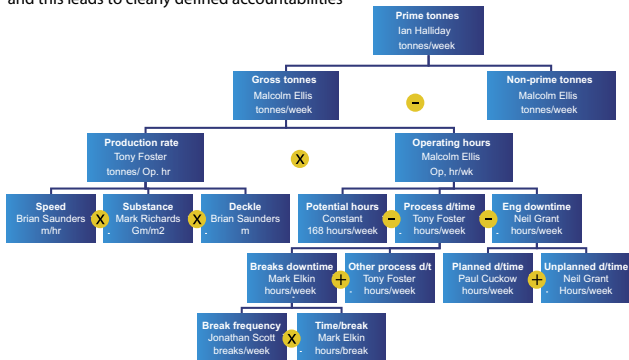 and this leads to clearly defined accountabilities
Prime tonnes
Ian Halliday
tonnes/week
Gross tonnes
Malcolm Ellis
tonnes/week
-
Non-prime tonnes
Malcolm Ellis
tonnes/week
Production rate
Tony Foster
tonnes/ Op. hr
X
Operating hours
Malcolm Ellis
Op, hr/wk
Speed
Brian Saunders
m/hr
X
Substance
Mark Richards
Gm/m2
X
Deckle
Brian Saunders
m
Potential hours
Constant
168 hours/week
-
Process d/time
Tony Foster
hours/week
-
Eng downtime
Neil Grant
hours/week
Breaks downtime
Mark Elkin
hours/week
+
Other process d/t
Tony Foster
hours/week
Planned d/time
Paul Cuckow
hours/week
+
Unplanned d/time
Neil Grant
Hours/week
Break frequency
Jonathan Scott
breaks/week
X
Time/break
Mark Elkin
hours/break